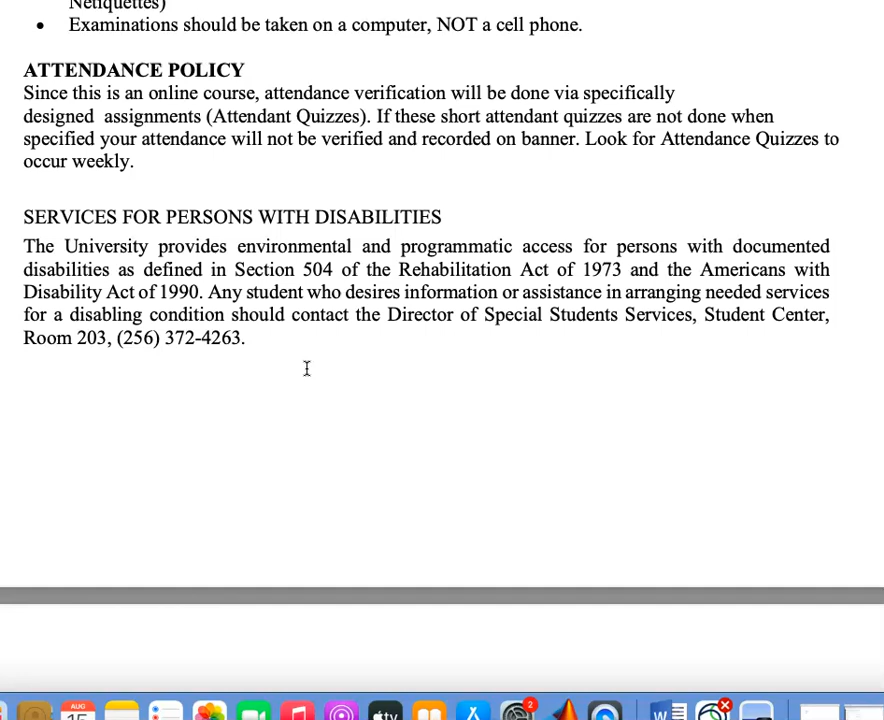 Netiquettes)
• Examinations should be taken on a computer, NOT a cell phone.
ATTENDANCE POLICY
Since this is an online course, attendance verification will be done via specifically
designed assignments (Attendant Quizzes). If these short attendant quizzes are not done when
specified your attendance will not be verified and recorded on banner. Look for Attendance Quizzes to
occur weekly.
SERVICES FOR PERSONS WITH DISABILITIES
The University provides environmental and programmatic access for persons with documented
disabilities as defined in Section 504 of the Rehabilitation Act of 1973 and the Americans with
Disability Act of 1990. Any student who desires information or assistance in arranging needed services
for a disabling condition should contact the Director of Special Students Services, Student Center,
Room 203, (256) 372-4263.
AUG
15
tv
2
W